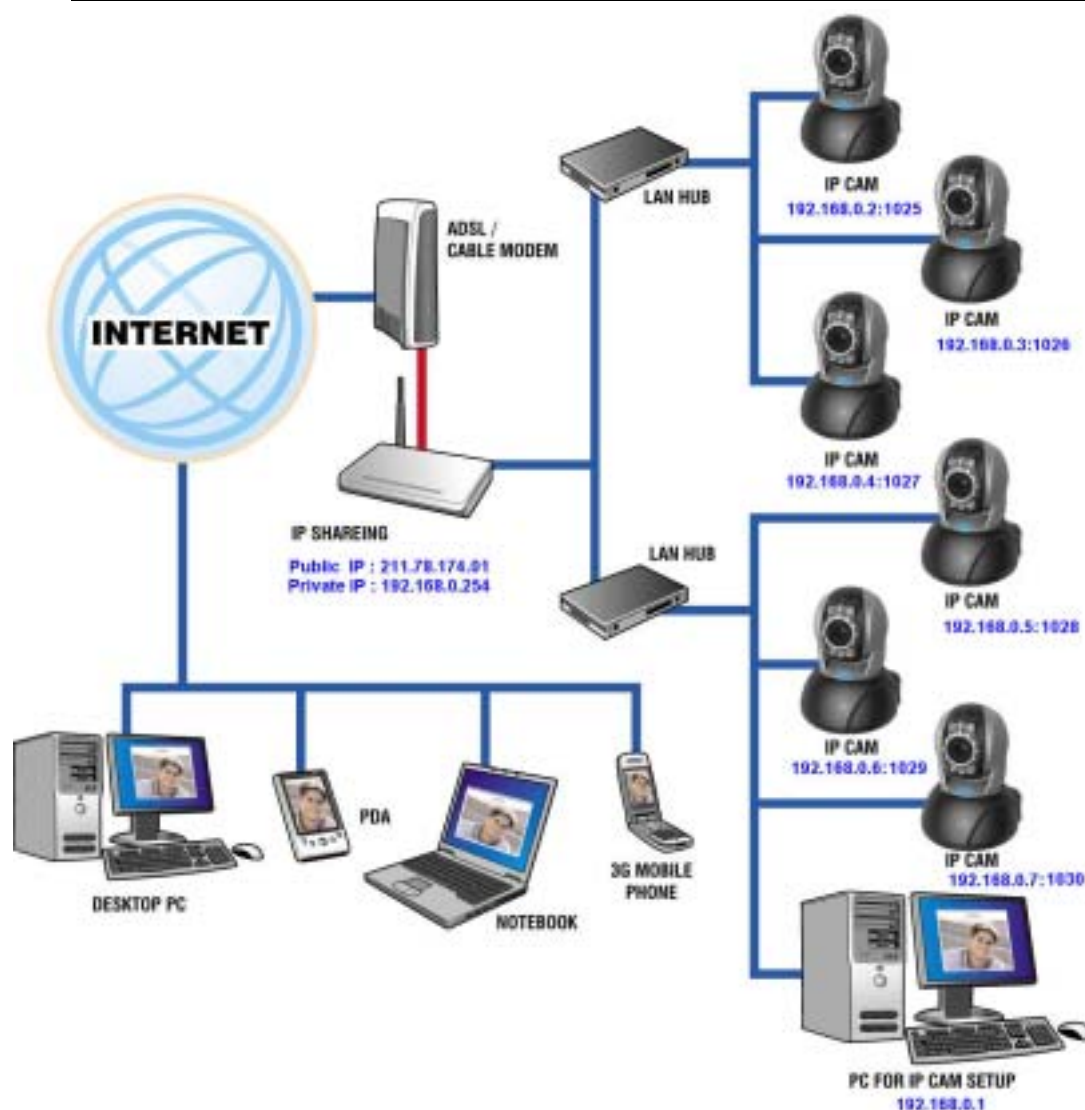 IP CAM
192.168.0.2:1025
LAN HUB
ADSL /
CABLE MODEM
INTERNET
IP CAM
192.168.0.3:1026
IP CAM
192.168.0.4:1027
IP SHAREING
Public IP : 211.78.174.01
Private IP : 192.168.0.254
LAN HUB
IP CAM
192.168.0.5:1028
IP CAM
192.168.0.6:1029
PDA
DESKTOP PC
NOTEBOOK
3G MOBILE
PHONE
IP CAM
192.168.0.7:1030
PC FOR IP CAM SETUP
192.168.0.1